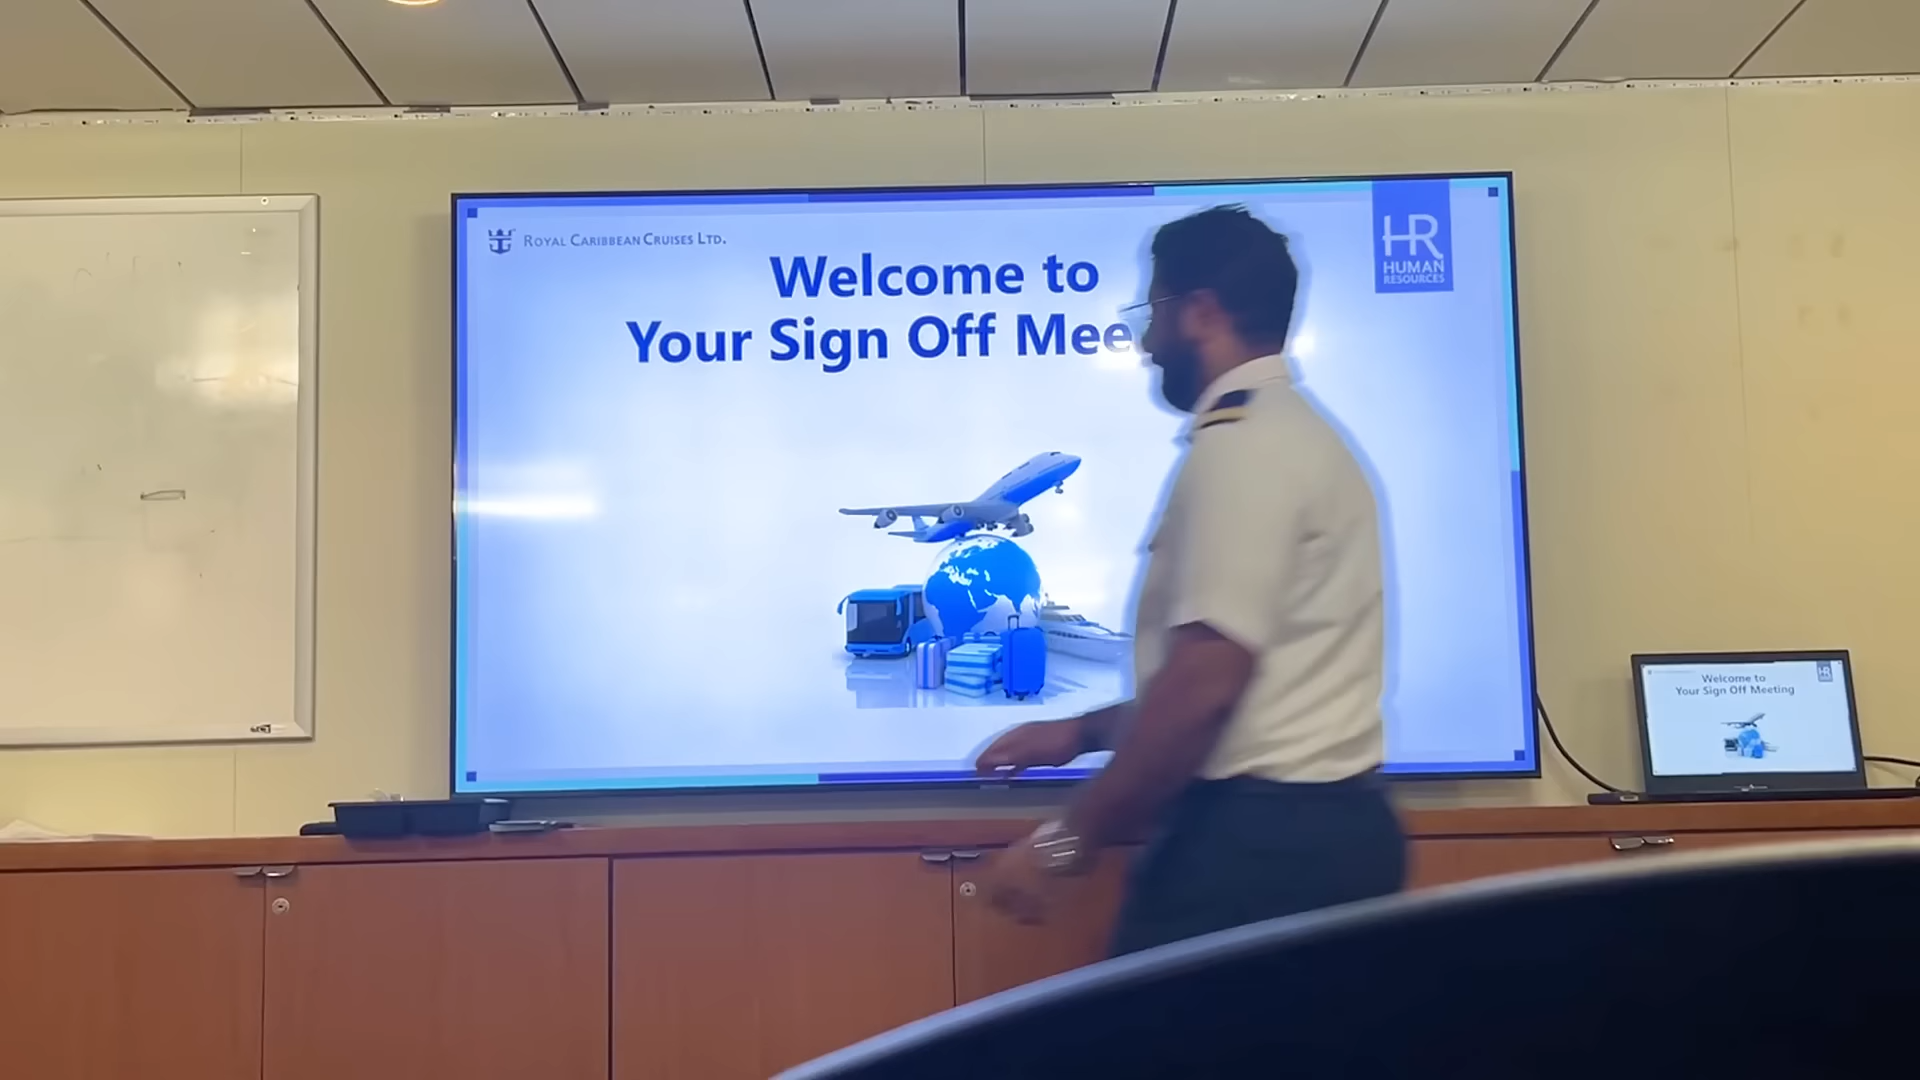 ROYAL CARIBBEAN CRUISES LTD.
HR
HUMAN
RESOURCES
Welcome to
Your Sign Off Mee
HR
Welcome to
Your Sign Off Meeting